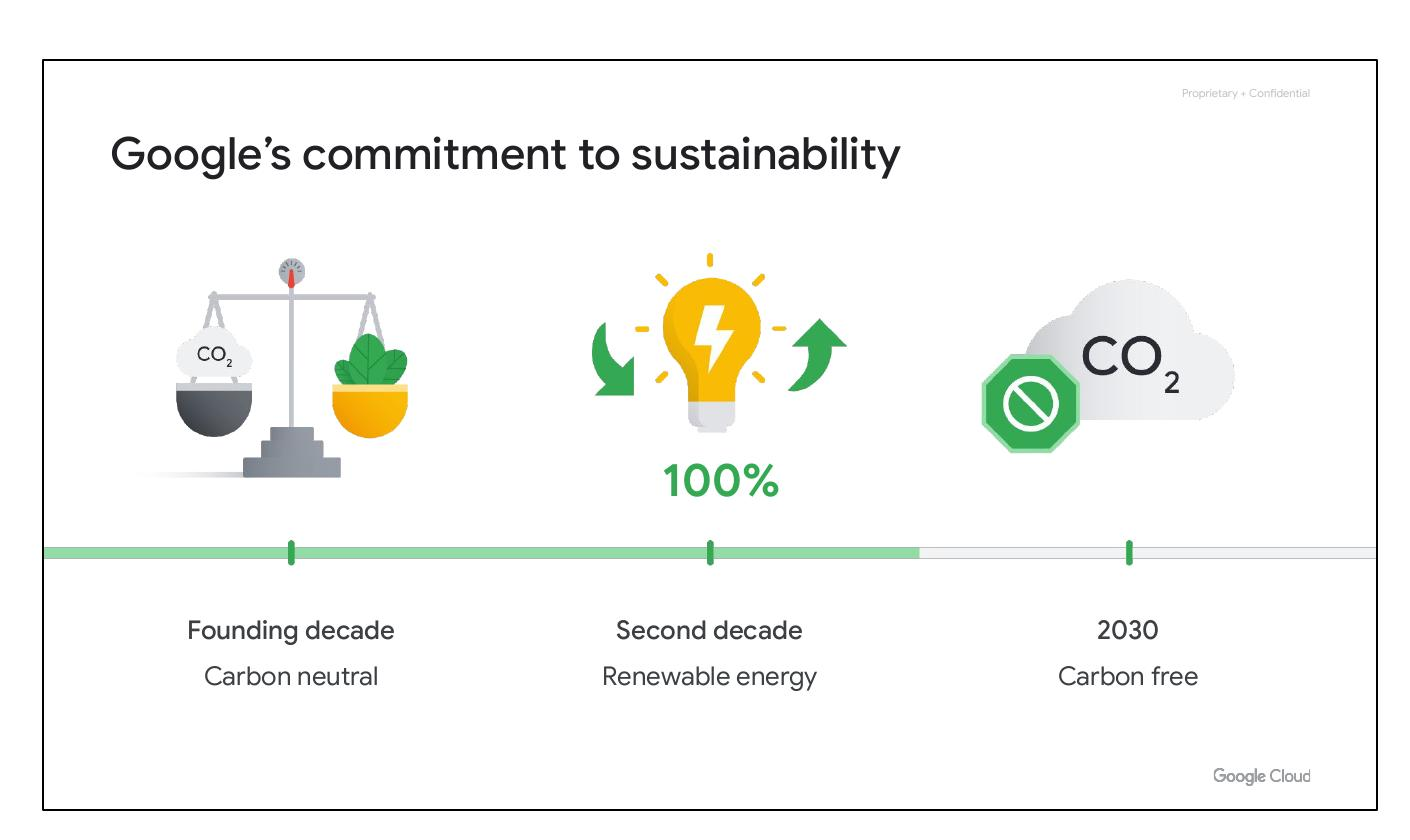 Proprietary + Confidential
Google’s commitment to sustainability
CO2
CO2
100%
Founding decade
Second decade
2030
Carbon neutral
Renewable energy
Carbon free
Google Cloud